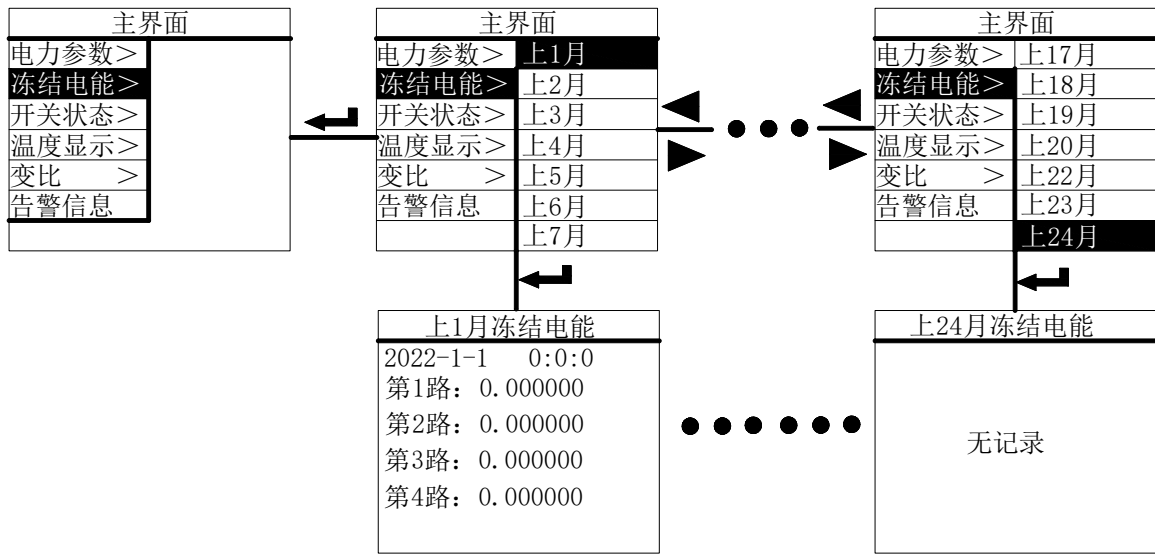 主界面
电力参数>
冻结电能>
开关状态>
温度显示>
变比 >
告警信息
主界面
电力参数> 上1月
冻结电能> 上2月
开关状态> 上3月
温度显示> 上4月
变比 > 上5月
告警信息 上6月
上7月
主界面
电力参数> 上17月
冻结电能> 上18月
开关状态> 上19月
温度显示> 上20月
变比 > 上22月
告警信息 上23月
上24月
上1月冻结电能
2022-1-1 0:0:0
第1路：0.000000
第2路：0.000000
第3路：0.000000
第4路：0.000000
上24月冻结电能
无记录